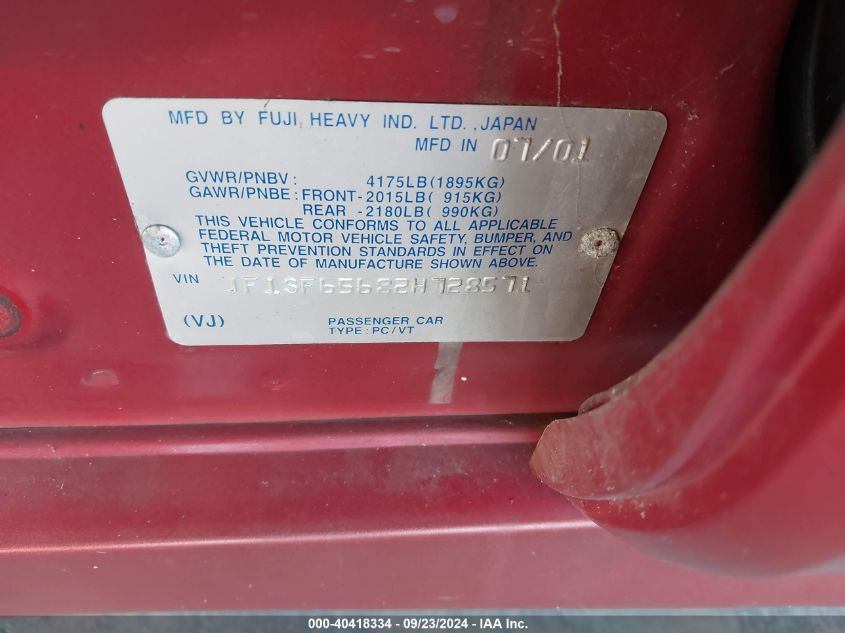 MFD BY FUJI HEAVY IND. LTD., JAPAN
MFD IN 07/01
GVWR/PNBV: 4175LB(1895KG)
GAWR/PNBE: FRONT-2015LB( 915KG)
REAR -2180LB( 990KG)
THIS VEHICLE CONFORMS TO ALL APPLICABLE
FEDERAL MOTOR VEHICLE SAFETY, BUMPER, AND
THEFT PREVENTION STANDARDS IN EFFECT ON
THE DATE OF MANUFACTURE SHOWN ABOVE.
VIN JF1SF65682H728571
(VJ) PASSENGER CAR
TYPE: PC/VT
000-40418334 - 09/23/2024 - IAA Inc.